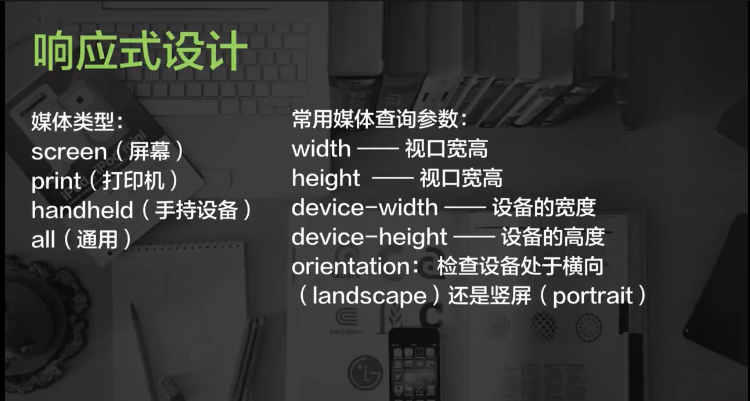 响应式设计
媒体类型：
screen（屏幕）
print（打印机）
handheld（手持设备）
all（通用）
常用媒体查询参数：
width —— 视口宽高
height —— 视口宽高
device-width —— 设备的宽度
device-height —— 设备的高度
orientation： 检查设备处于横向
（landscape）还是竖屏（portrait）